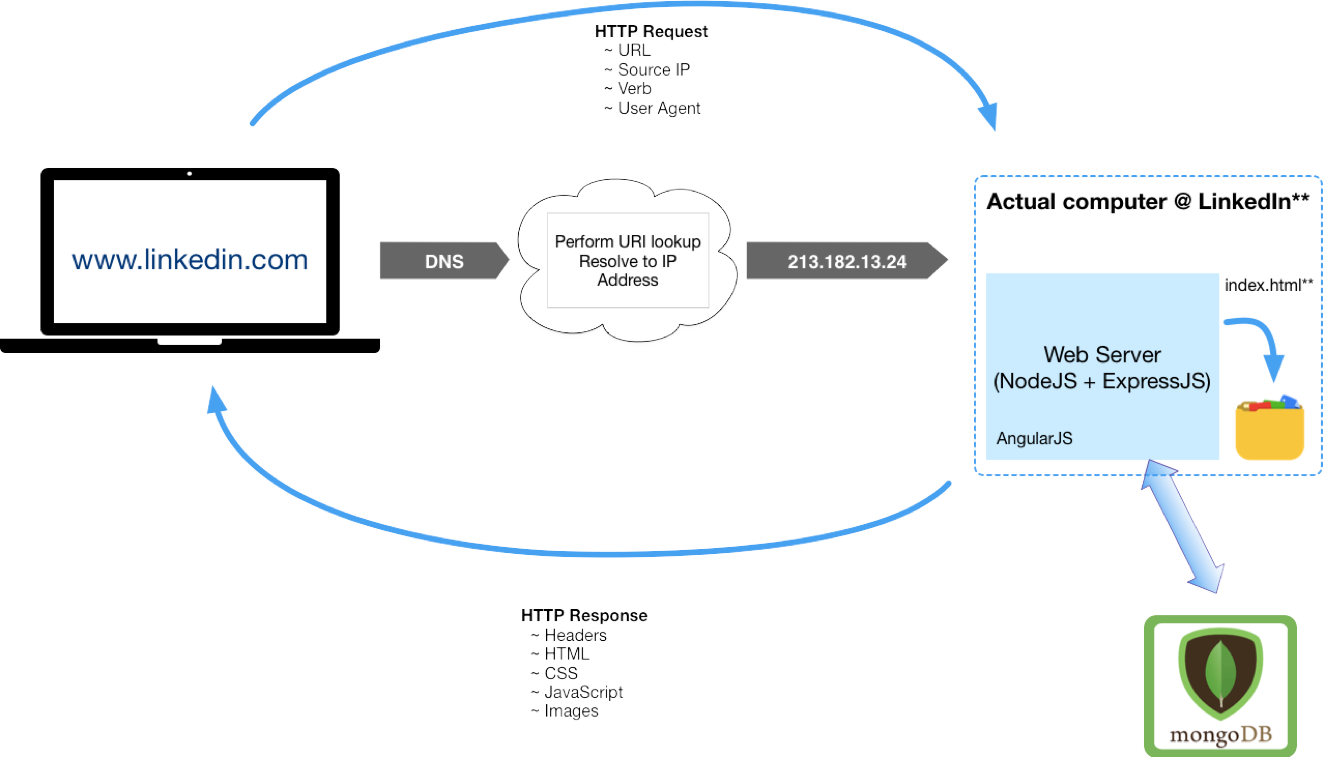 HTTP Request
~ URL
~ Source IP
~ Verb
~ User Agent
www.linkedin.com
DNS
Perform URI lookup
Resolve to IP
Address
213.182.13.24
Actual computer @ LinkedIn**
index.html**
Web Server
(NodeJS + ExpressJS)
AngularJS
HTTP Response
~ Headers
~ HTML
~ CSS
~ JavaScript
~ Images
mongoDB